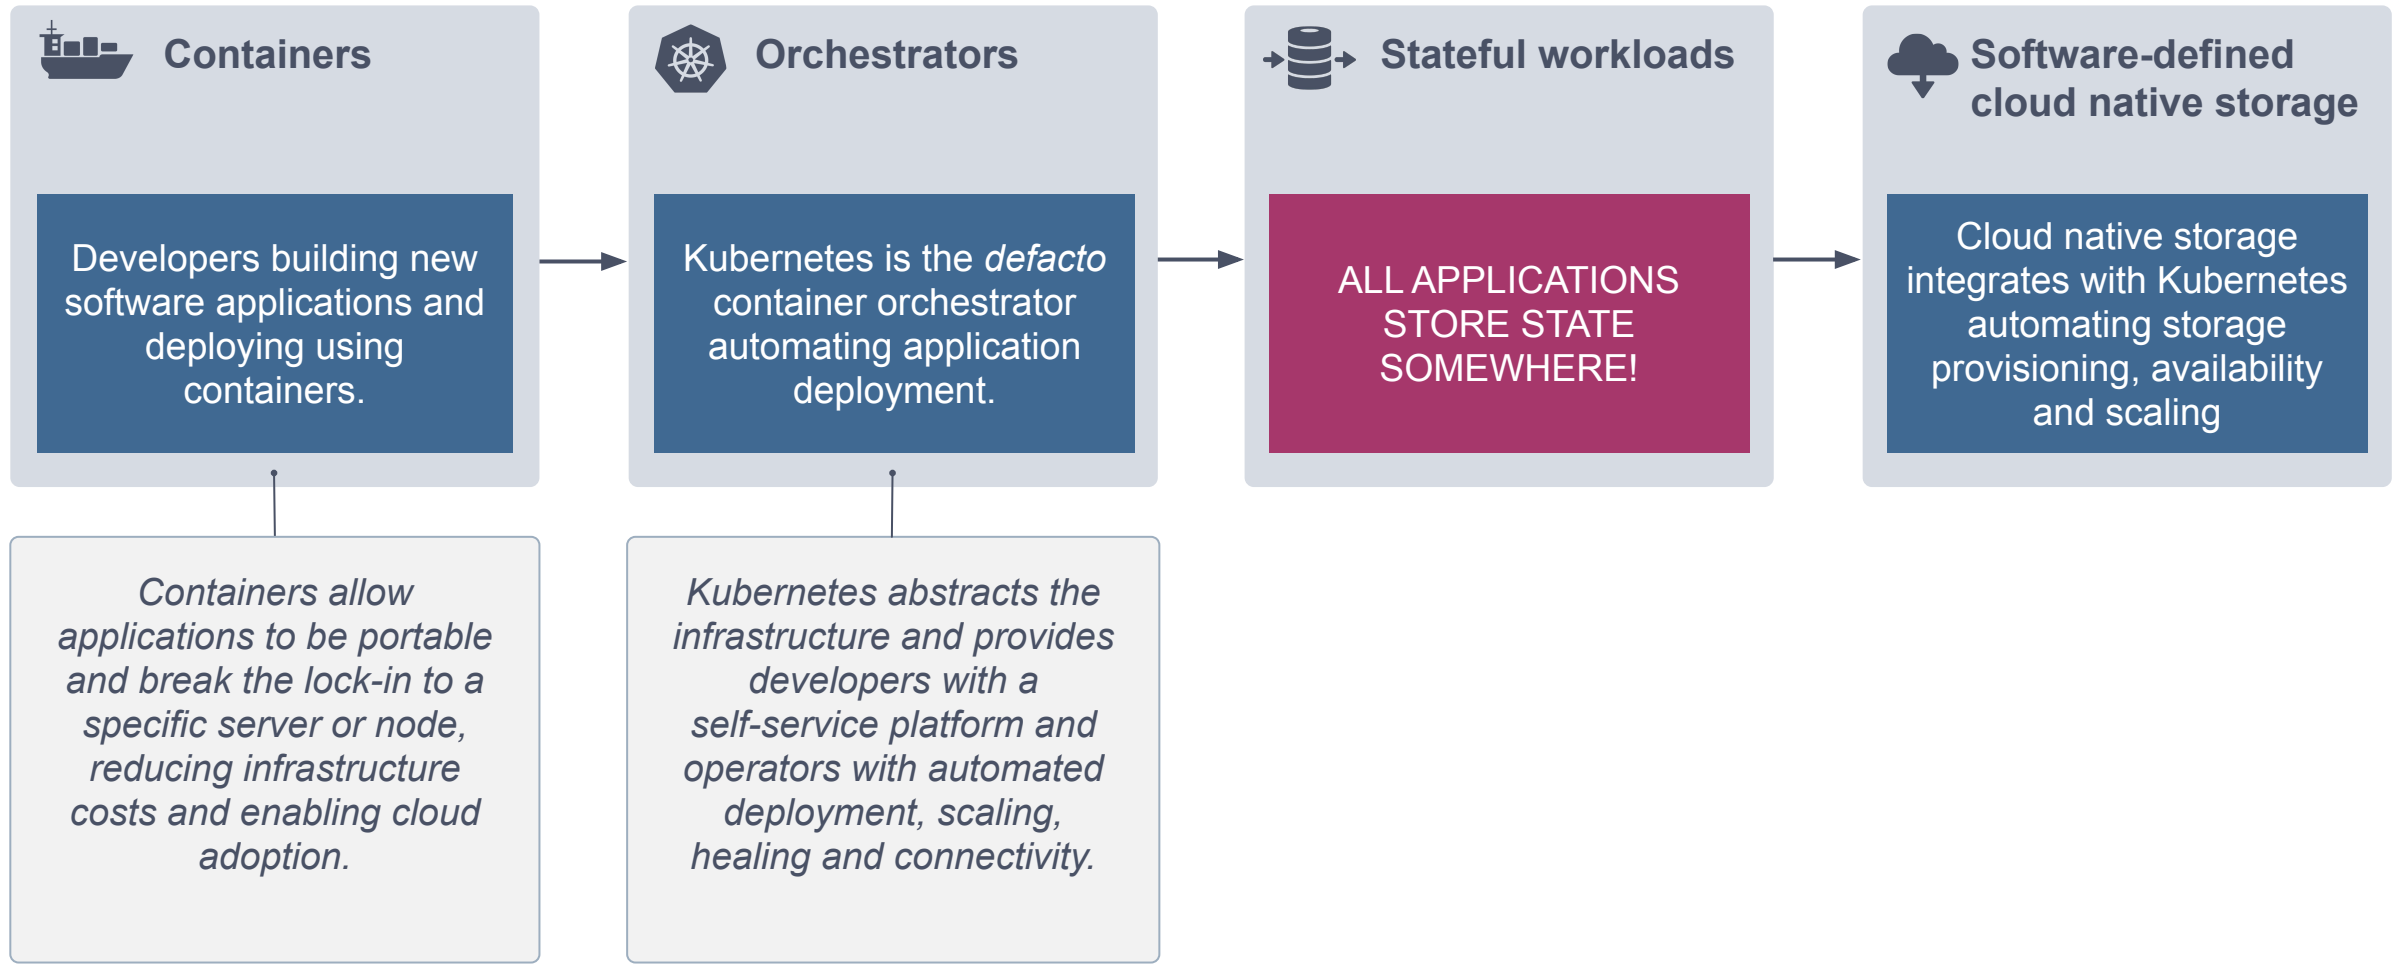 Containers
Developers building new
software applications and
deploying using
containers.
Containers allow
applications to be portable
and break the lock-in to a
specific server or node,
reducing infrastructure
costs and enabling cloud
adoption.
Orchestrators
Kubernetes is the defacto
container orchestrator
automating application
deployment.
Kubernetes abstracts the
infrastructure and provides
developers with a
self-service platform and
operators with automated
deployment, scaling,
healing and connectivity.
Stateful workloads
ALL APPLICATIONS
STORE STATE
SOMEWHERE!
Software-defined
cloud native storage
Cloud native storage
integrates with Kubernetes
automating storage
provisioning, availability
and scaling